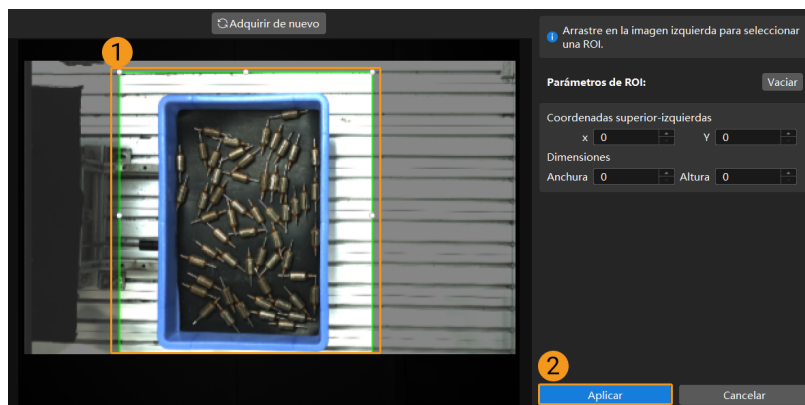 Adquirir de nuevo
1
Arrastre en la imagen izquierda para seleccionar
una ROI.
Parámetros de ROI:
Vaciar
Coordenadas superior-izquierdas
x 0 Y 0
Dimensiones
Anchura 0 Altura 0
2
Aplicar Cancelar